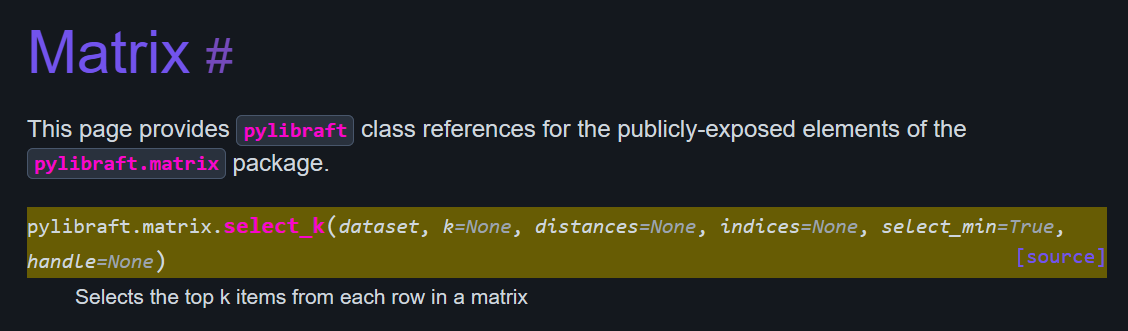 Matrix #
This page provides pylibraft class references for the publicly-exposed elements of the
pylibraft.matrix package.
pylibraft.matrix.select_k(dataset, k=None, distances=None, indices=None, select_min=True,
handle=None)
[source]
Selects the top k items from each row in a matrix